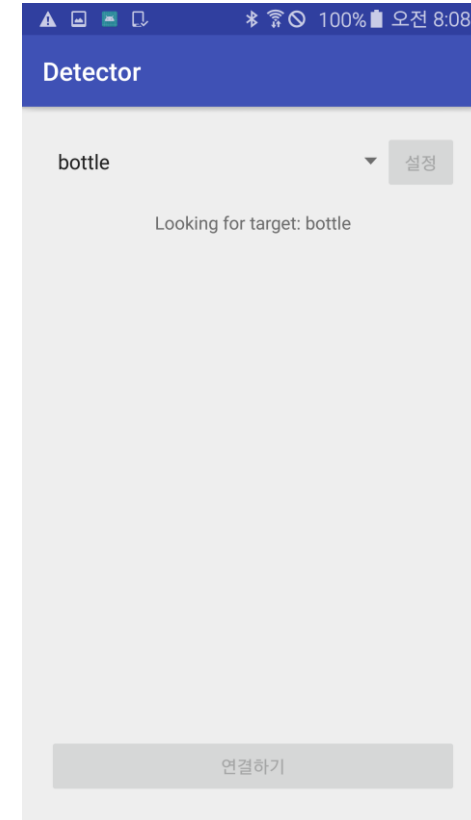 100% 오전 8:08
Detector
bottle 설정
Looking for target: bottle
연결하기